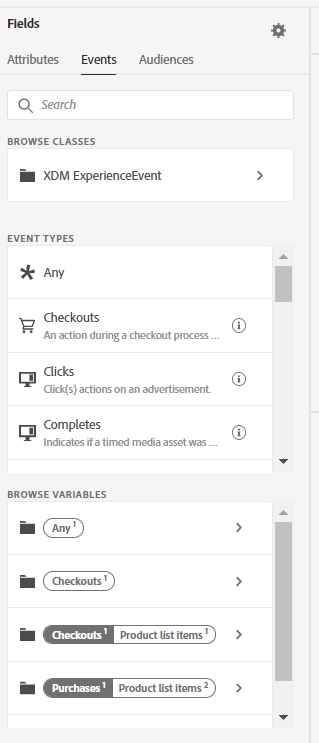 Fields
Attributes Events Audiences
Search
BROWSE CLASSES
XDM ExperienceEvent
EVENT TYPES
Any
Checkouts
An action during a checkout process ...
Clicks
Click(s) actions on an advertisement.
Completes
Indicates if a timed media asset was ...
BROWSE VARIABLES
Any 1
Checkouts 1
Checkouts 1 Product list items 1
Purchases 1 Product list items 2